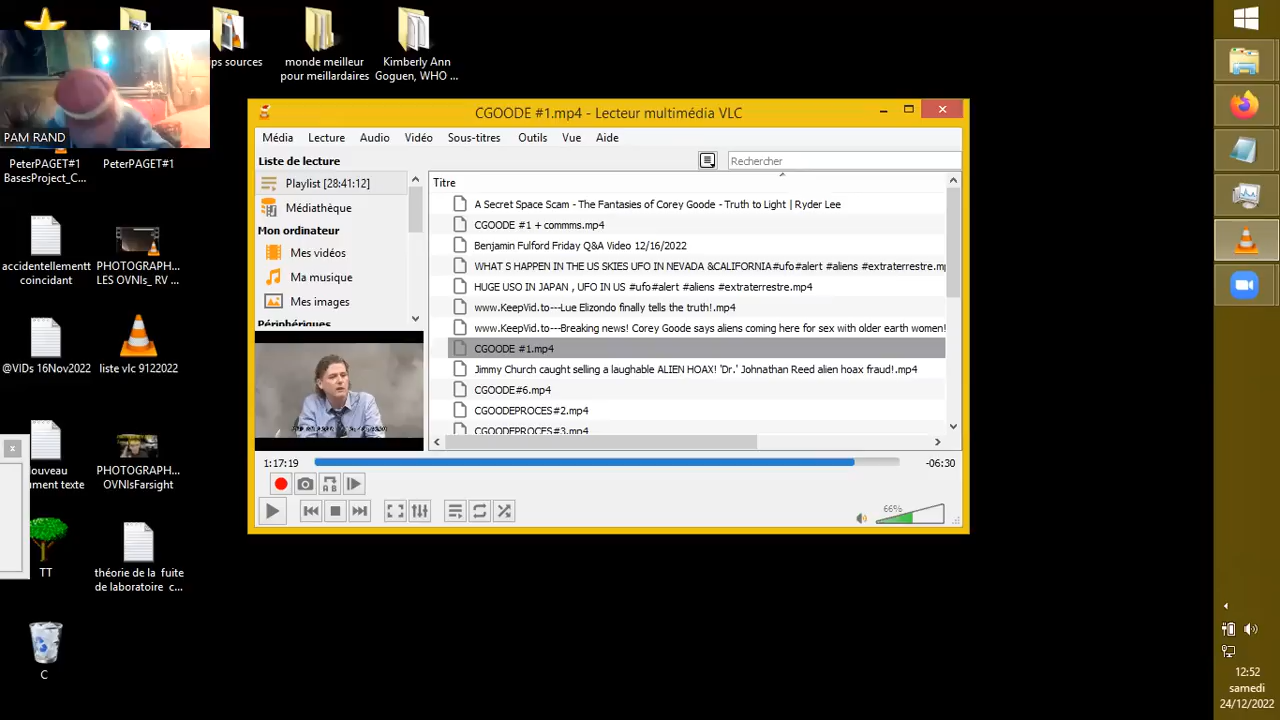 ps sources
monde meilleur
pour meillardaires
Kimberly Ann
Goguen, WHO ...
PAM RAND
PeterPAGET#1
BasesProject_C...
PeterPAGET#1
accidentellementt
coincidant
PHOTOGRAPH...
LES OVNIs_ RV ...
@VIDs 16Nov2022
liste vlc 9122022
ouveau
ument texte
PHOTOGRAPH...
OVNIsFarsight
TT
théorie de la fuite
de laboratoire c...
C
CGOODE #1.mp4 - Lecteur multimédia VLC
Média Lecture Audio Vidéo Sous-titres Outils Vue Aide
Liste de lecture
Rechercher
Playlist [28:41:12]
Médiathèque
Mon ordinateur
Mes vidéos
Ma musique
Mes images
Périphériques
Titre
A Secret Space Scam - The Fantasies of Corey Goode - Truth to Light | Ryder Lee
CGOODE #1 + commms.mp4
Benjamin Fulford Friday Q&A Video 12/16/2022
WHAT S HAPPEN IN THE US SKIES UFO IN NEVADA &CALIFORNIA#ufo#alert #aliens #extraterrestre.mp
HUGE USO IN JAPAN , UFO IN US #ufo#alert #aliens #extraterrestre.mp4
www.KeepVid.to---Lue Elizondo finally tells the truth!.mp4
www.KeepVid.to---Breaking news! Corey Goode says aliens coming here for sex with older earth women!
CGOODE #1.mp4
Jimmy Church caught selling a laughable ALIEN HOAX! 'Dr.' Johnathan Reed alien hoax fraud!.mp4
CGOODE#6.mp4
CGOODEPROCES#2.mp4
CGOODEPROCES#3.mp4
1:17:19
-06:30
A B
66%
12:52
samedi
24/12/2022